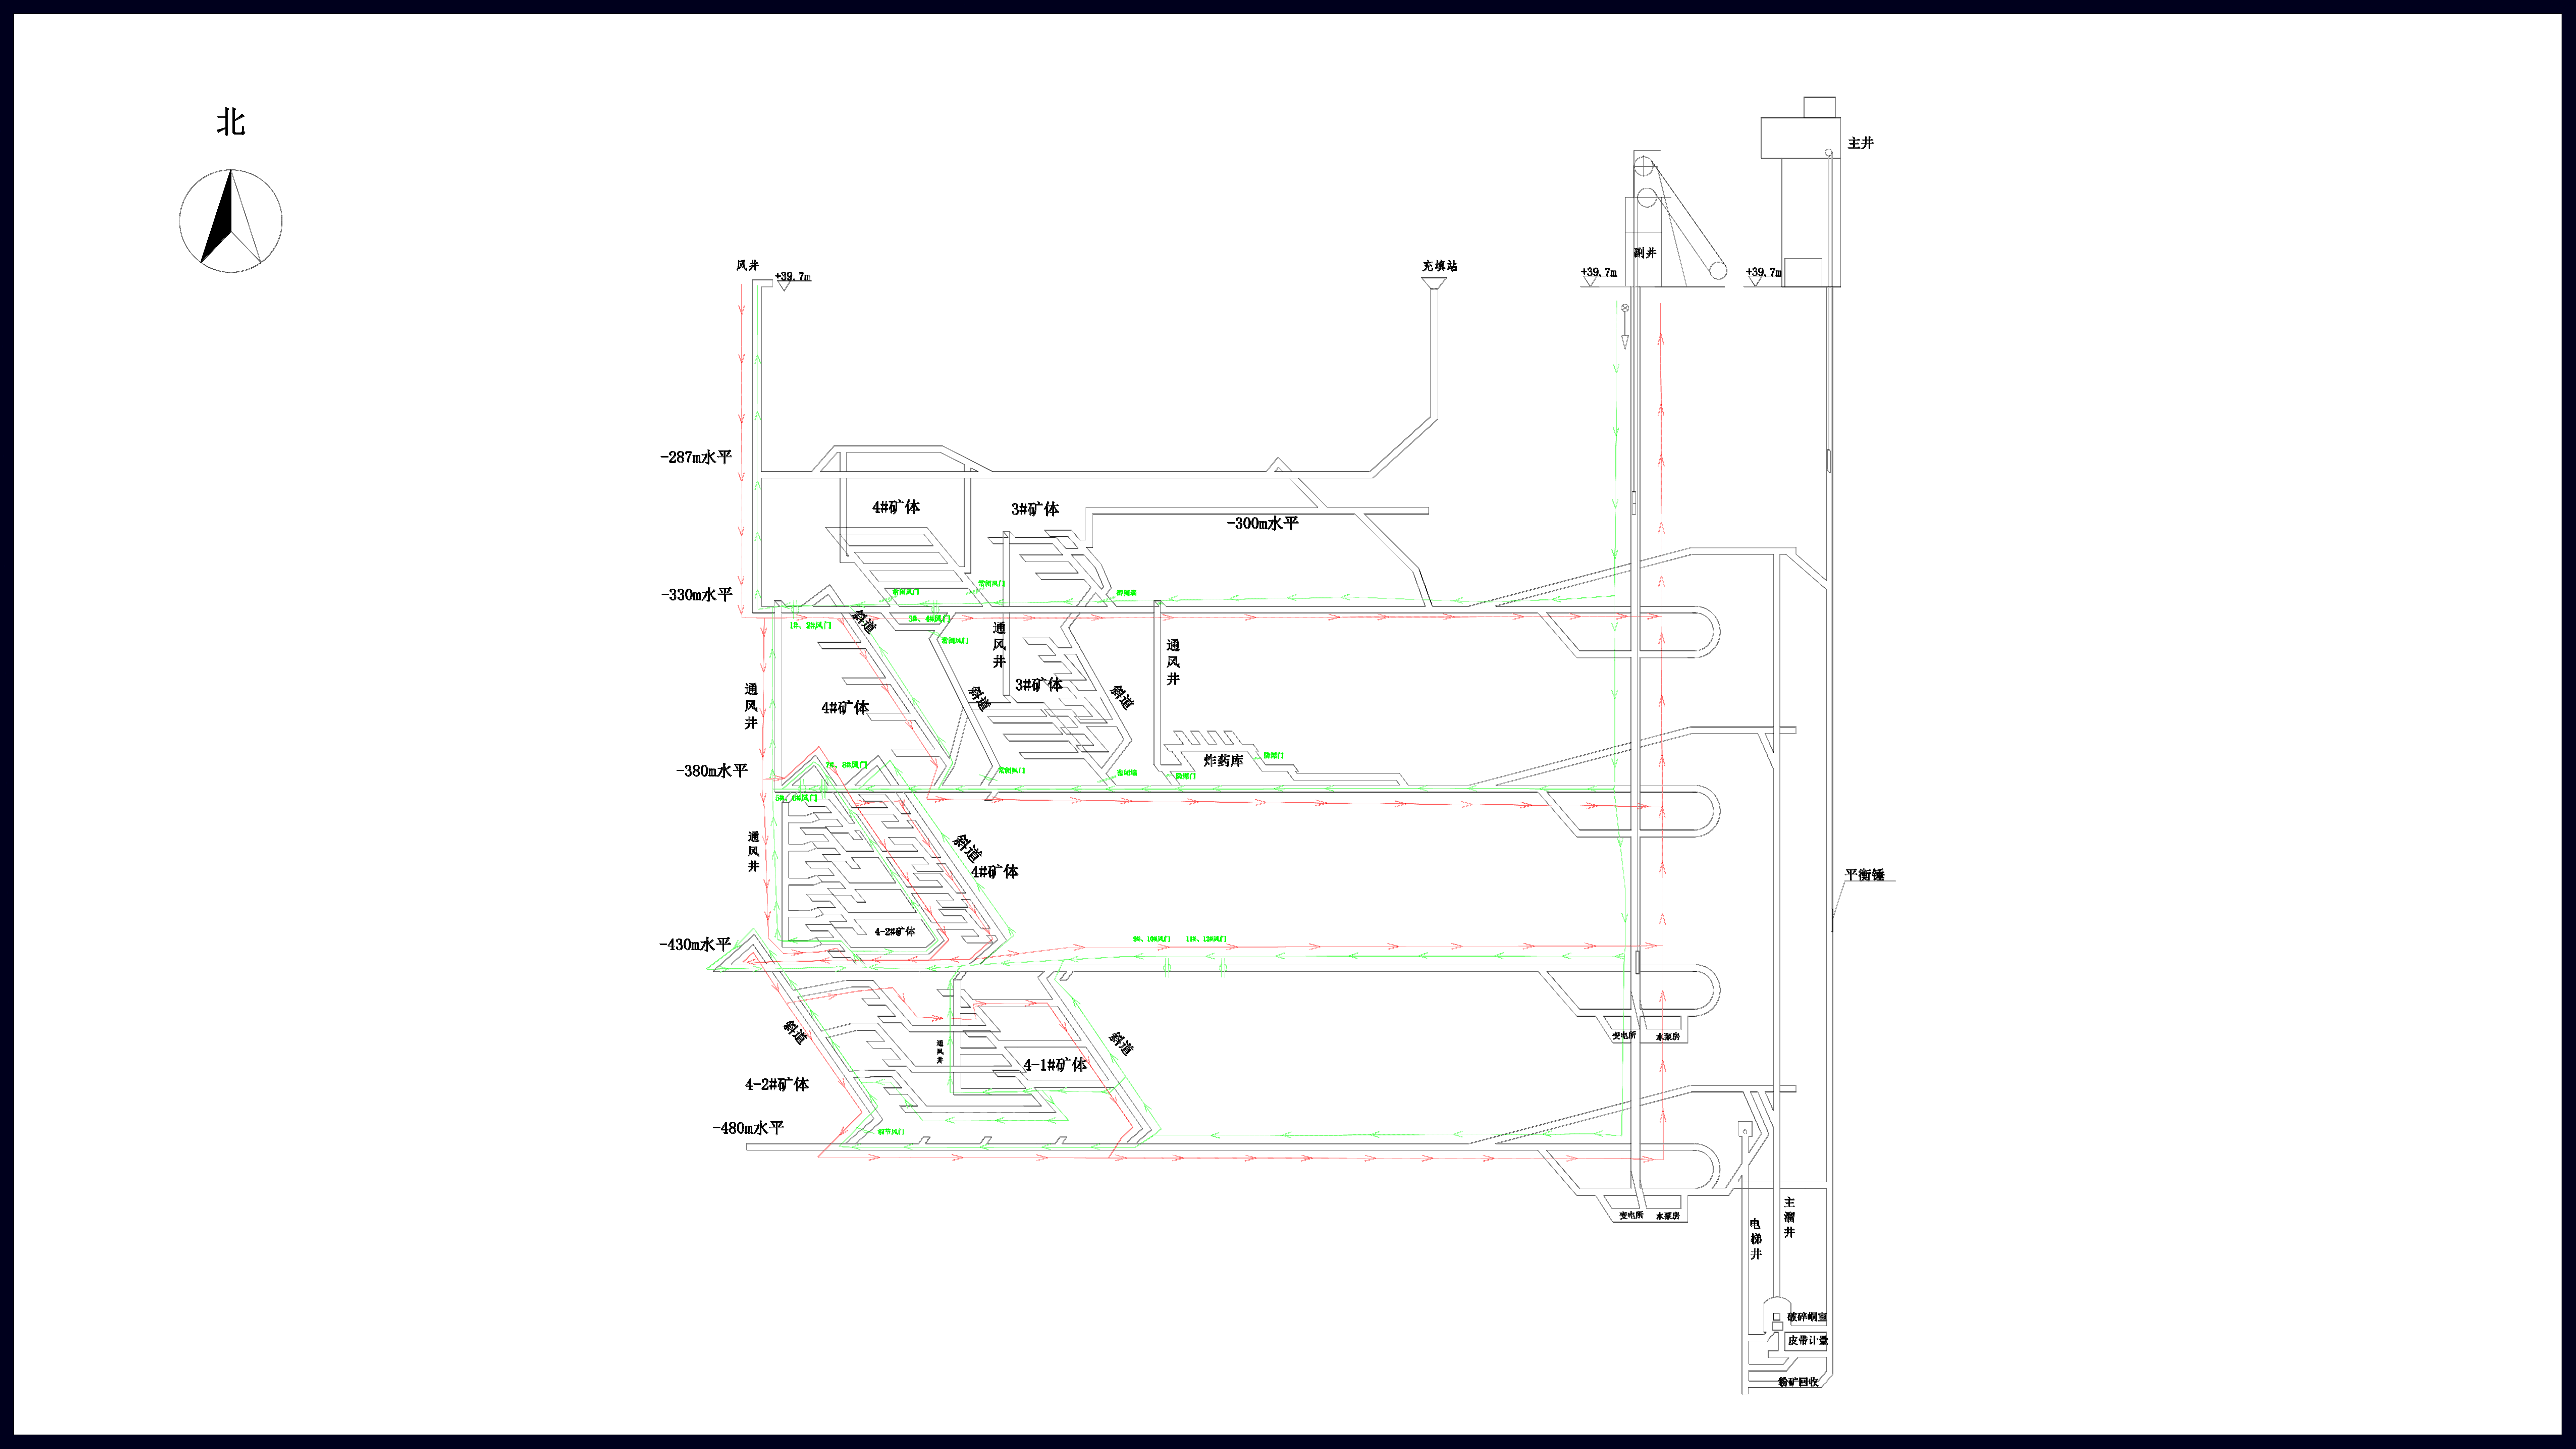 北
主井
副井
风井
+39.7m
充填站
+39.7m
+39.7m
-287m水平
4#矿体
3#矿体
-300m水平
-330m水平
常闭风门
常闭风门
密闭墙
1#、2#风门
斜道
3#、4#风门
常闭风门
通风井
通风井
3#矿体
斜道
斜道
通风井
4#矿体
炸药库
防爆门
防爆门
-380m水平
7#、8#风门
常闭风门
密闭墙
5#、6#风门
通风井
斜道
4#矿体
平衡锤
4-2#矿体
-430m水平
9#、10#风门
11#、12#风门
斜道
通风井
斜道
变电所
水泵房
4-1#矿体
4-2#矿体
-480m水平
调节风门
变电所
水泵房
主溜井
电梯井
破碎峒室
皮带计量
粉矿回收